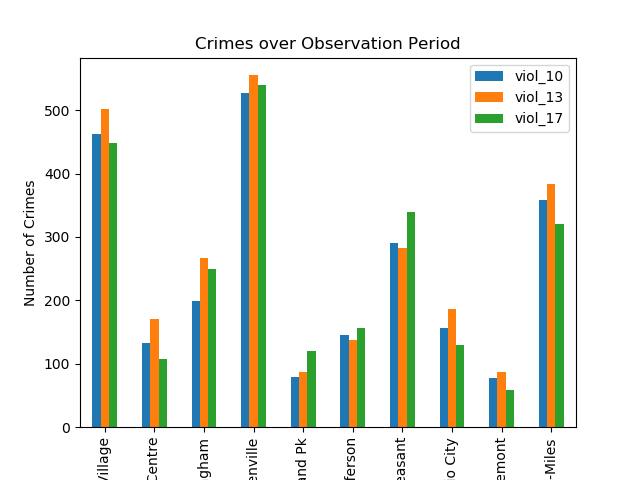 Crimes over Observation Period
viol_10
viol_13
viol_17
Number of Crimes
500
400
300
200
100
0
Village
Centre
gham
enville
and Pk
ferson
easant
o City
emont
-Miles